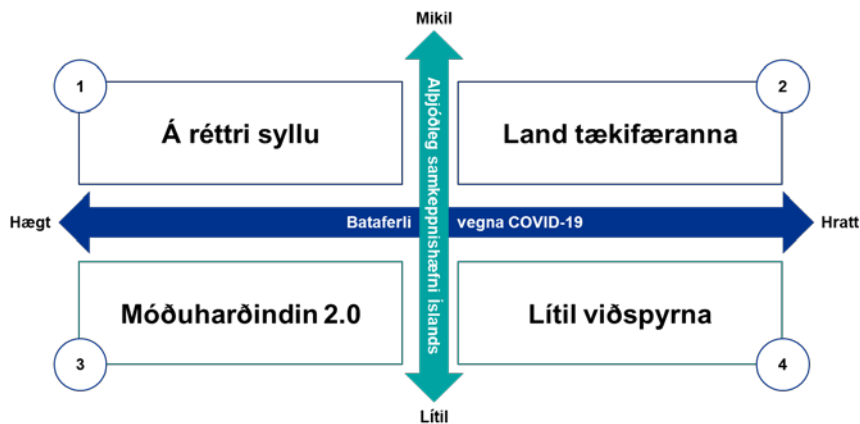 Mikil
1
2
Á réttri syllu
Land tækifæranna
Alþjóðleg samkeppnishæfni Íslands
Hægt
Bataferli vegna COVID-19
Hratt
Móðuharðindin 2.0
Lítil viðspyrna
3
4
Lítil